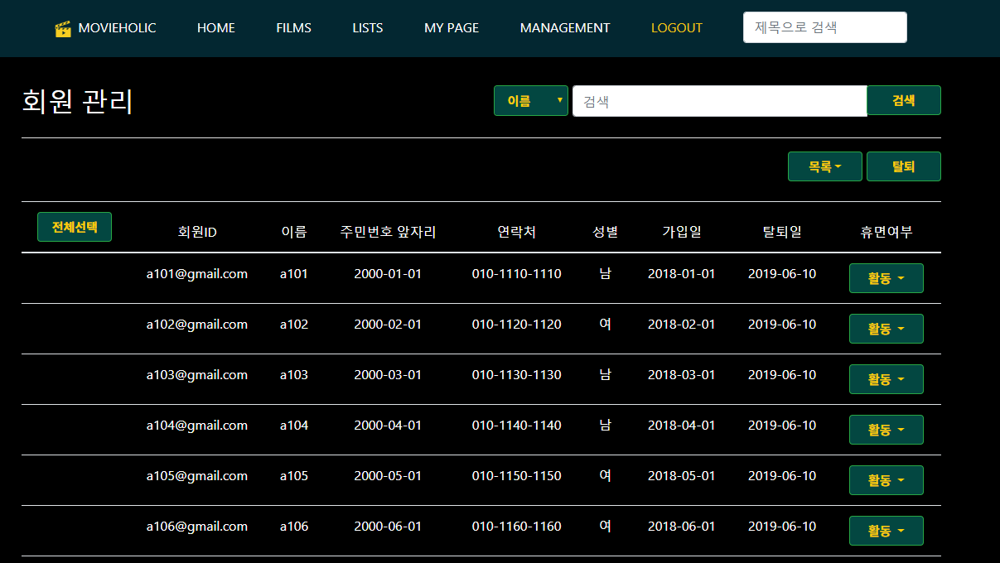 MOVIEHOLIC HOME FILMS LISTS MY PAGE MANAGEMENT LOGOUT 제목으로 검색
회원 관리 이름 검색 검색
목록 탈퇴
전체선택 회원ID 이름 주민번호 앞자리 연락처 성별 가입일 탈퇴일 휴면여부
a101@gmail.com a101 2000-01-01 010-1110-1110 남 2018-01-01 2019-06-10 활동
a102@gmail.com a102 2000-02-01 010-1120-1120 여 2018-02-01 2019-06-10 활동
a103@gmail.com a103 2000-03-01 010-1130-1130 남 2018-03-01 2019-06-10 활동
a104@gmail.com a104 2000-04-01 010-1140-1140 남 2018-04-01 2019-06-10 활동
a105@gmail.com a105 2000-05-01 010-1150-1150 여 2018-05-01 2019-06-10 활동
a106@gmail.com a106 2000-06-01 010-1160-1160 여 2018-06-01 2019-06-10 활동